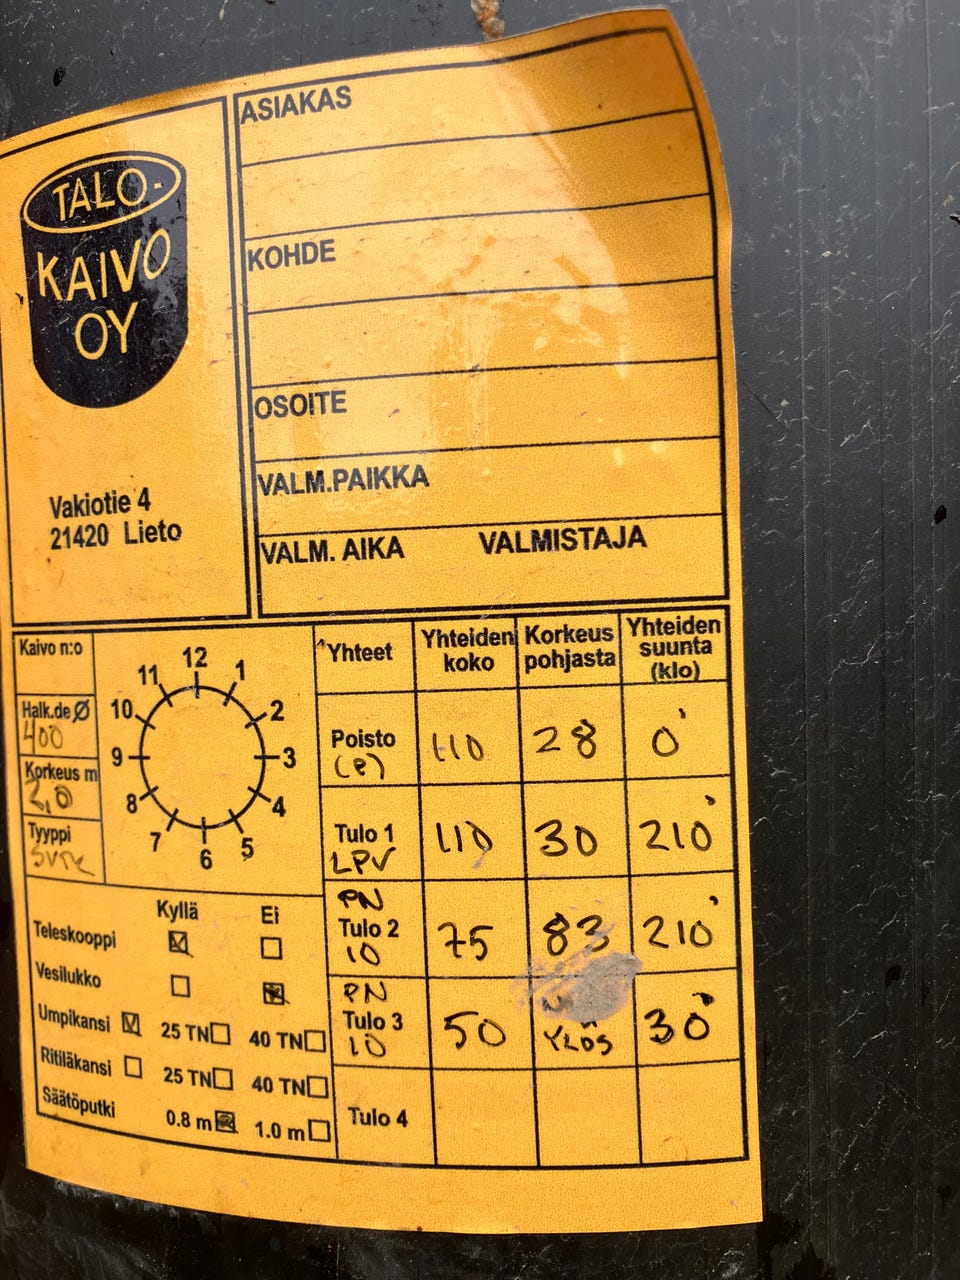 TALO-
KAIVO
OY
Vakiotie 4
21420 Lieto
ASIAKAS
KOHDE
OSOITE
VALM.PAIKKA
VALM. AIKA VALMISTAJA
Kaivo n:o
Halk.de Ø
400
Korkeus m
2,0
Tyyppi
12
11 1
10 2
9 3
8 4
7 5
6
Yhteet Yhteiden koko Korkeus pohjasta Yhteiden suunta (klo)
Poisto (e) 110 28 0°
Tulo 1 LPV 110 30 210°
PN Tulo 2 10 75 83 210°
PN Tulo 3 10 50 YLÖS 30°
Tulo 4
Kyllä Ei
Teleskooppi
Vesilukko
Umpikansi 25 TN 40 TN
Ritiläkansi 25 TN 40 TN
Säätöputki 0.8 m 1.0 m